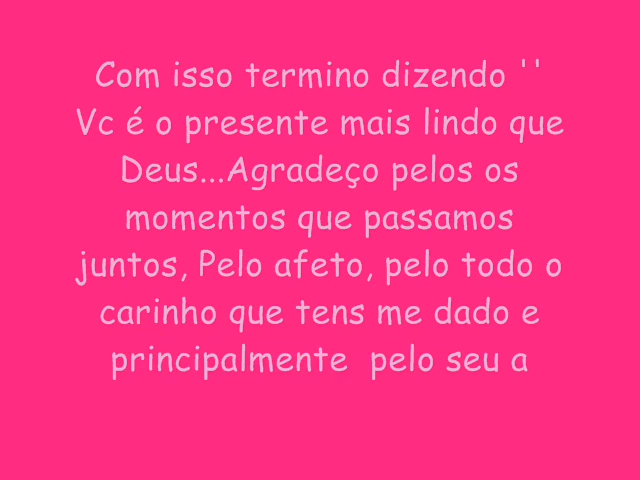 Com isso termino dizendo ''
Vc é o presente mais lindo que
Deus...Agradeço pelos os
momentos que passamos
juntos, Pelo afeto, pelo todo o
carinho que tens me dado e
principalmente  pelo seu a